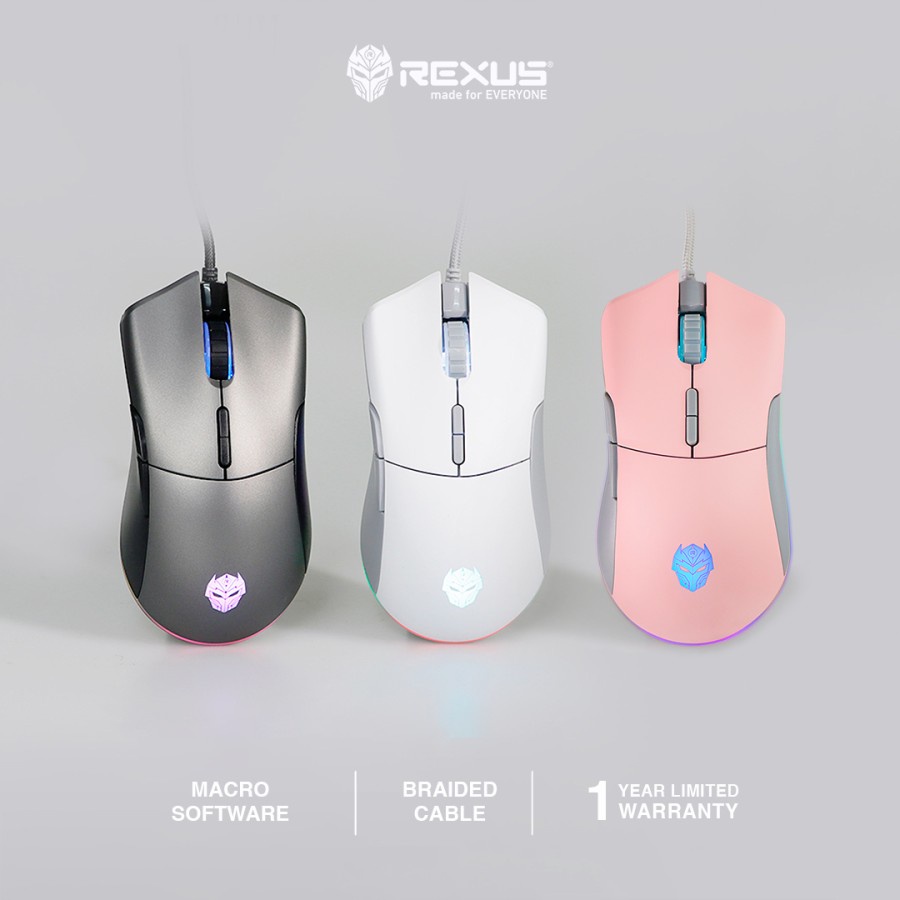 REXUS®
made for EVERYONE
MACRO
SOFTWARE
BRAIDED
CABLE
1 YEAR LIMITED
WARRANTY